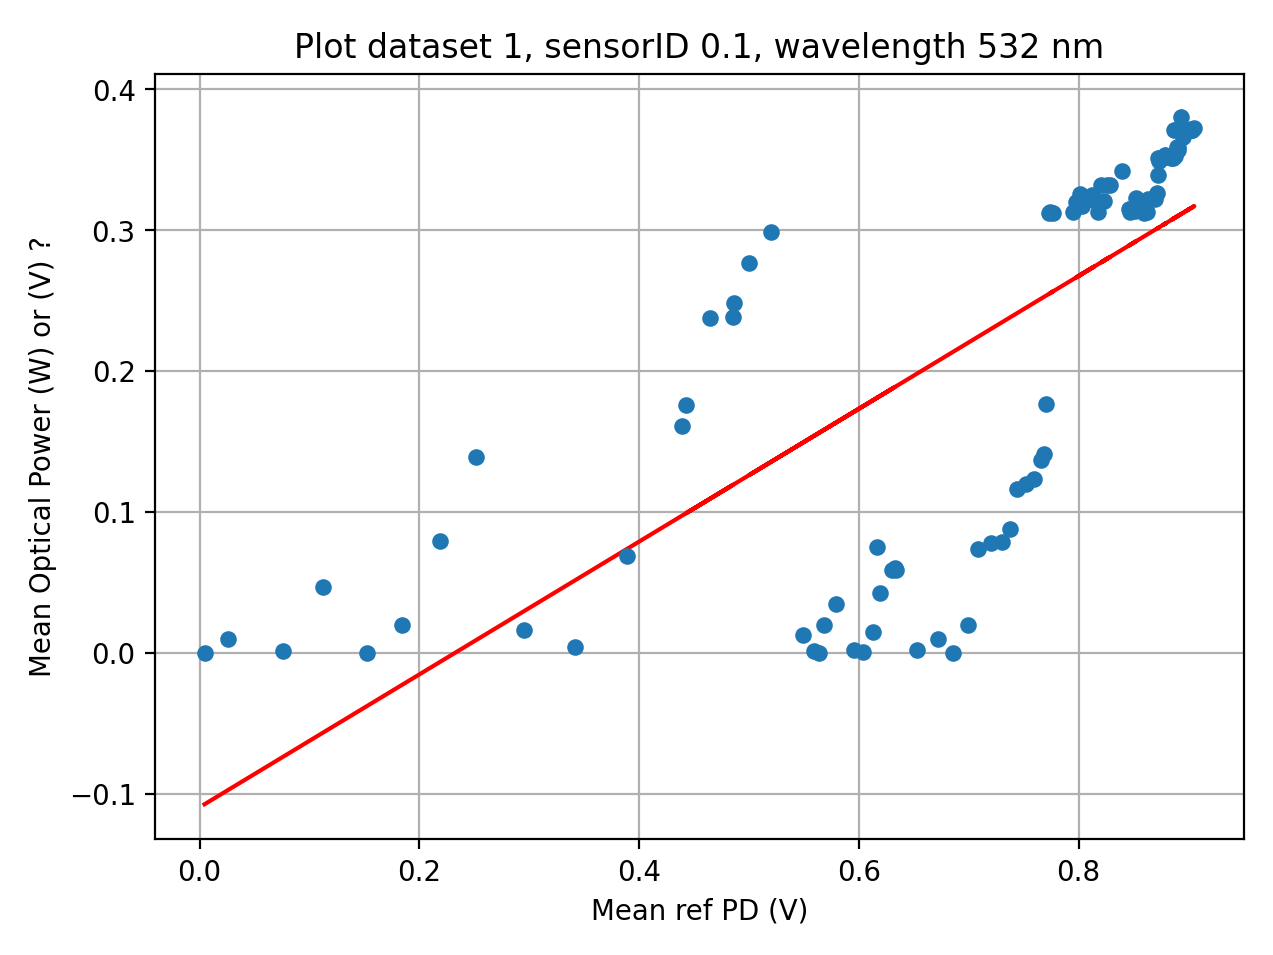 Plot dataset 1, sensorID 0.1, wavelength 532 nm
Mean Optical Power (W) or (V) ?
0.4
0.3
0.2
0.1
0.0
−0.1
0.0 0.2 0.4 0.6 0.8
Mean ref PD (V)